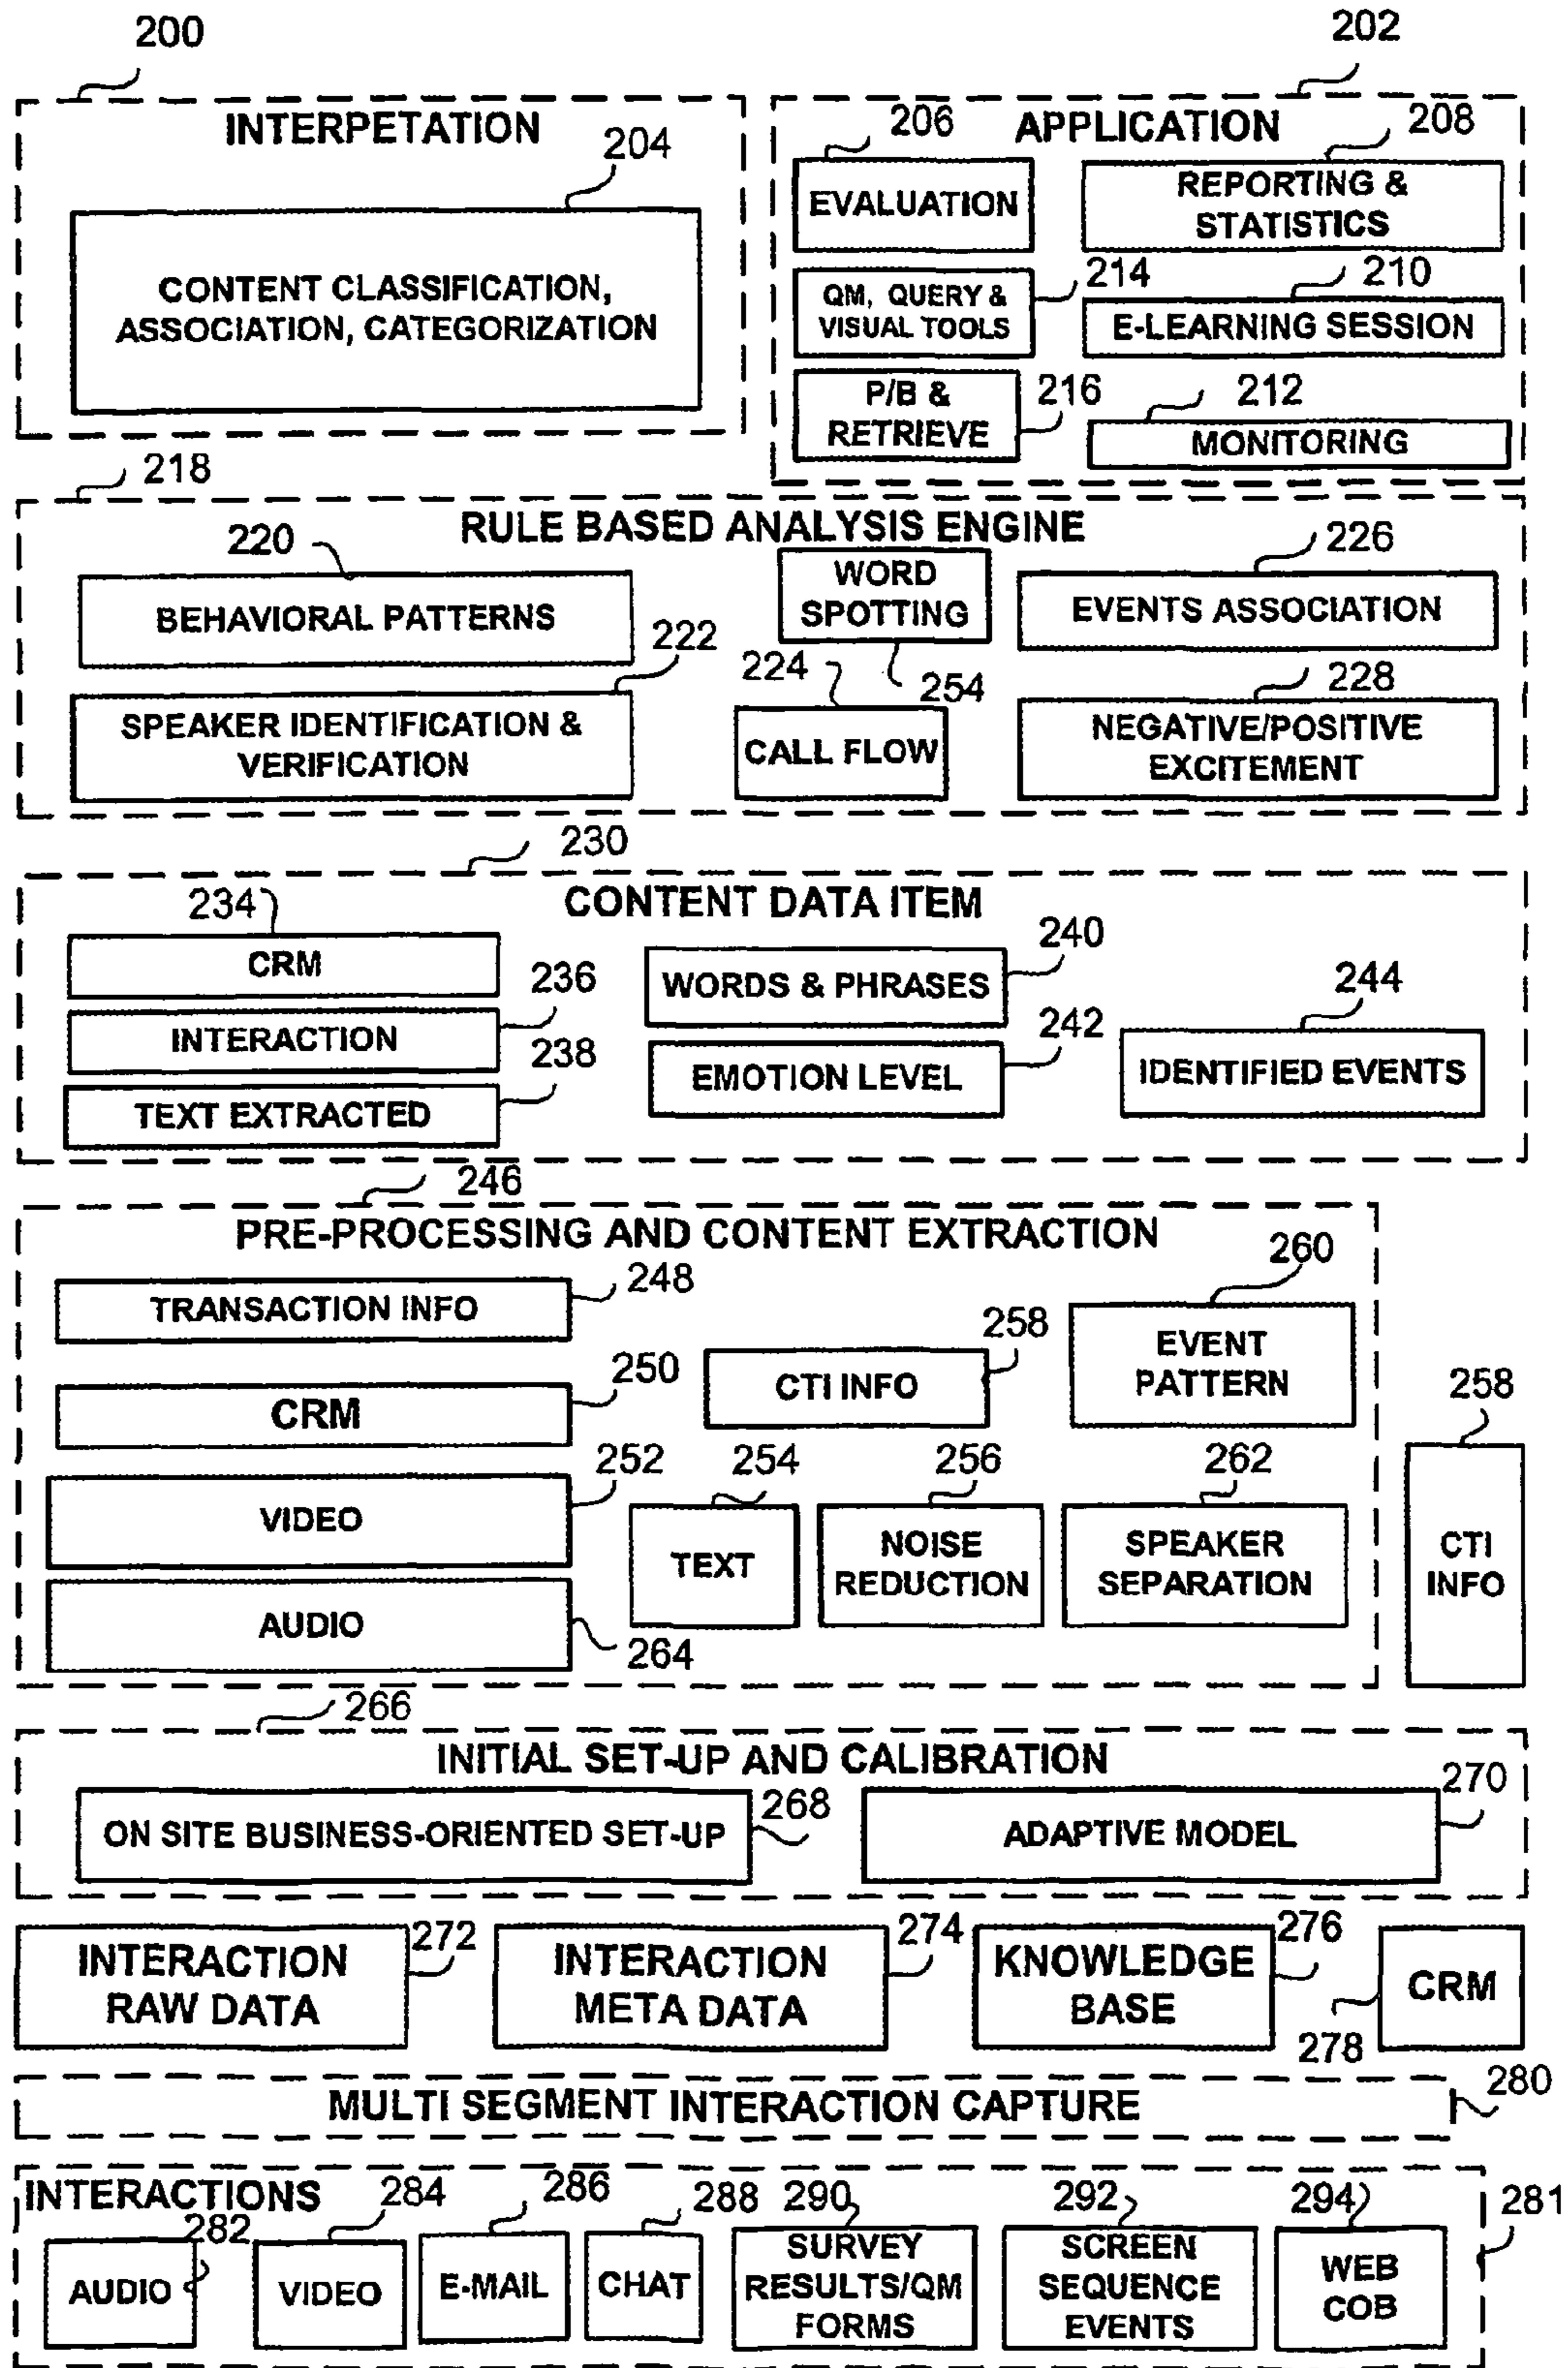 200
202
INTERPETATION
204
CONTENT CLASSIFICATION,
ASSOCIATION, CATEGORIZATION
206
APPLICATION
208
EVALUATION
REPORTING &
STATISTICS
QM, QUERY &
VISUAL TOOLS
214
210
E-LEARNING SESSION
P/B &
RETRIEVE
216
212
MONITORING
218
RULE BASED ANALYSIS ENGINE
220
BEHAVIORAL PATTERNS
WORD
SPOTTING
254
226
EVENTS ASSOCIATION
222
SPEAKER IDENTIFICATION &
VERIFICATION
224
CALL FLOW
228
NEGATIVE/POSITIVE
EXCITEMENT
230
CONTENT DATA ITEM
234
CRM
236
INTERACTION
238
TEXT EXTRACTED
240
WORDS & PHRASES
242
EMOTION LEVEL
244
IDENTIFIED EVENTS
246
PRE-PROCESSING AND CONTENT EXTRACTION
248
TRANSACTION INFO
250
CRM
258
CTI INFO
260
EVENT
PATTERN
252
VIDEO
254
TEXT
256
NOISE
REDUCTION
262
SPEAKER
SEPARATION
258
CTI
INFO
AUDIO
264
266
INITIAL SET-UP AND CALIBRATION
ON SITE BUSINESS-ORIENTED SET-UP
268
ADAPTIVE MODEL
270
INTERACTION
RAW DATA
272
INTERACTION
META DATA
274
KNOWLEDGE
BASE
276
CRM
278
MULTI SEGMENT INTERACTION CAPTURE
280
INTERACTIONS
281
282
AUDIO
284
VIDEO
286
E-MAIL
288
CHAT
290
SURVEY
RESULTS/QM
FORMS
292
SCREEN
SEQUENCE
EVENTS
294
WEB
COB